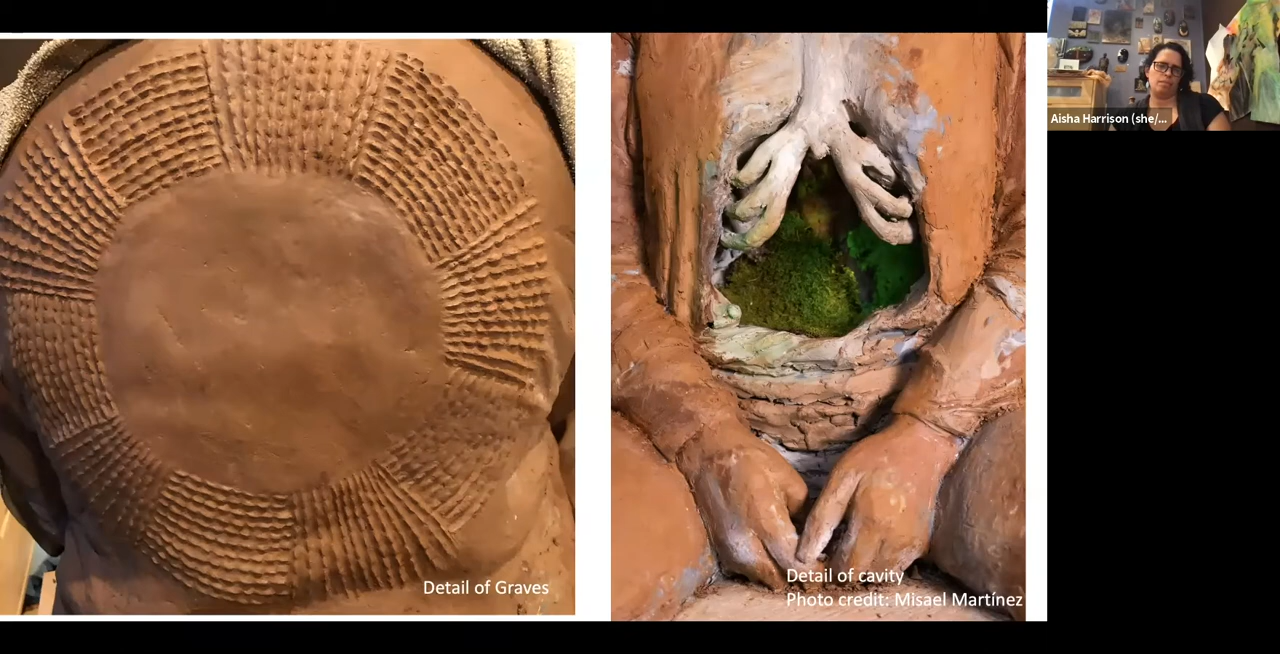 Aisha Harrison (she/...
Detail of Graves
Detail of cavity
Photo credit: Misael Martínez